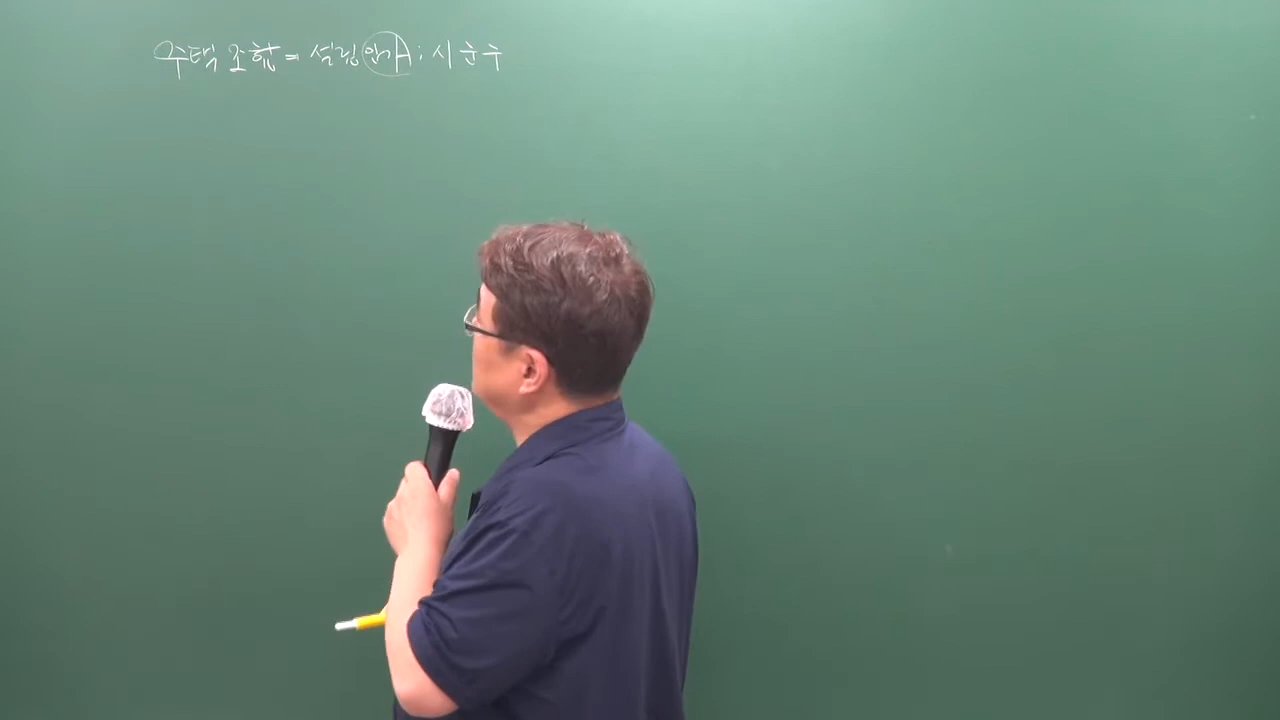 주택조합 = 설립인가 : 시군구